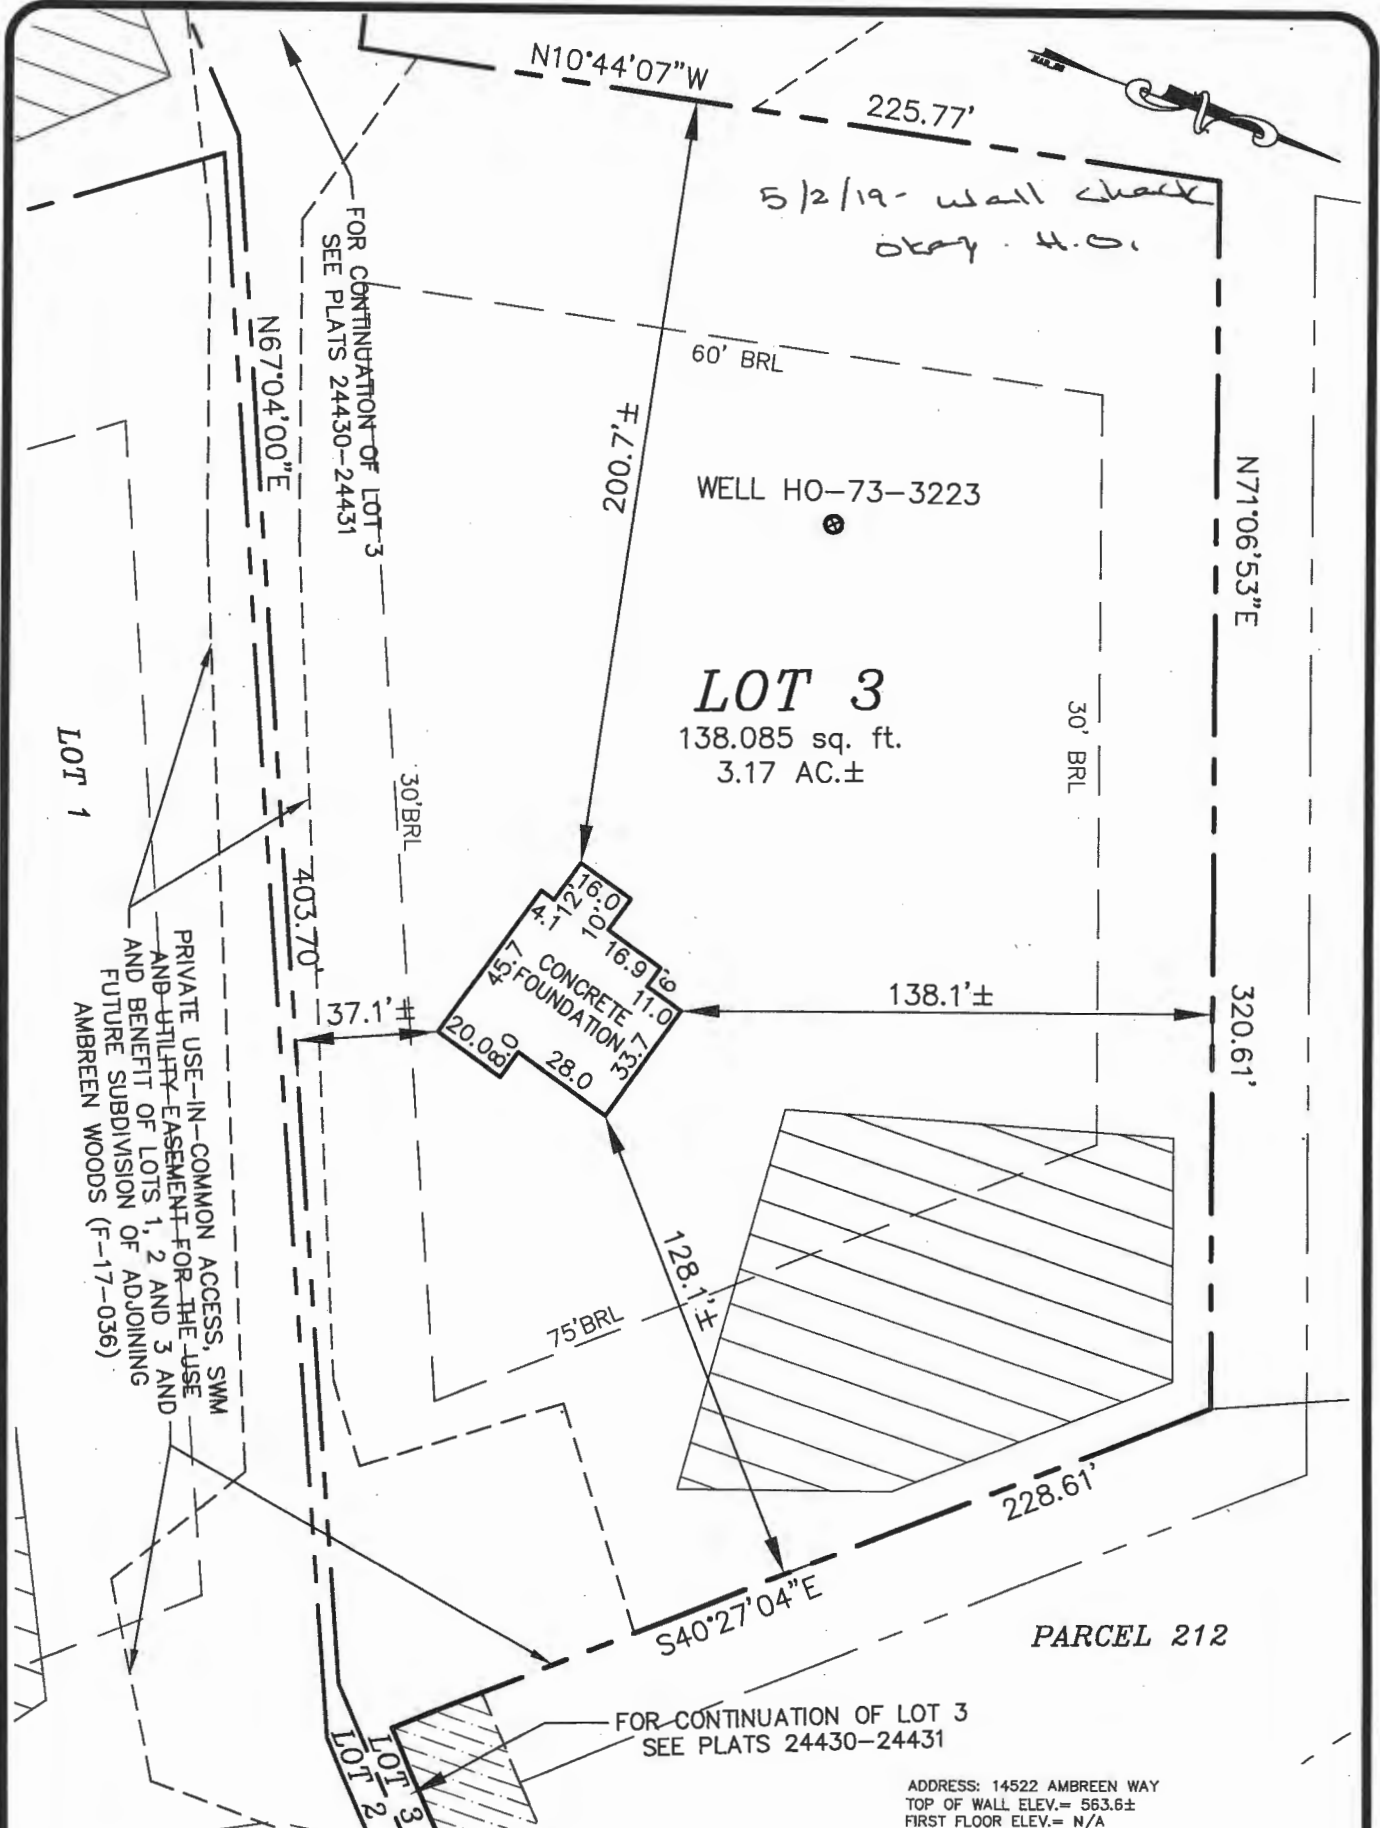 N10°44'07"W
225.77'
5/2/19 - wall check
okay. H.O.
FOR CONTINUATION OF LOT 3
SEE PLATS 24430-24431
N67°04'00"E
60' BRL
200.7'±
WELL HO-73-3223
N71°06'53"E
LOT 3
138.085 sq. ft.
3.17 AC.±
30' BRL
30'BRL
LOT 1
403.70'
16.0
12'
4.1
10'
16.9
6'
11.0
45.7
CONCRETE
FOUNDATION
33.7
20.0
8.0
28.0
37.1'±
138.1'±
320.61'
PRIVATE USE-IN-COMMON ACCESS, SWM
AND UTILITY EASEMENT FOR THE USE
AND BENEFIT OF LOTS 1, 2 AND 3 AND
FUTURE SUBDIVISION OF ADJOINING
AMBREEN WOODS (F-17-036)
128.1'±
75'BRL
228.61'
S40°27'04"E
PARCEL 212
FOR CONTINUATION OF LOT 3
SEE PLATS 24430-24431
LOT 3
LOT 2
ADDRESS: 14522 AMBREEN WAY
TOP OF WALL ELEV.= 563.6±
FIRST FLOOR ELEV.= N/A